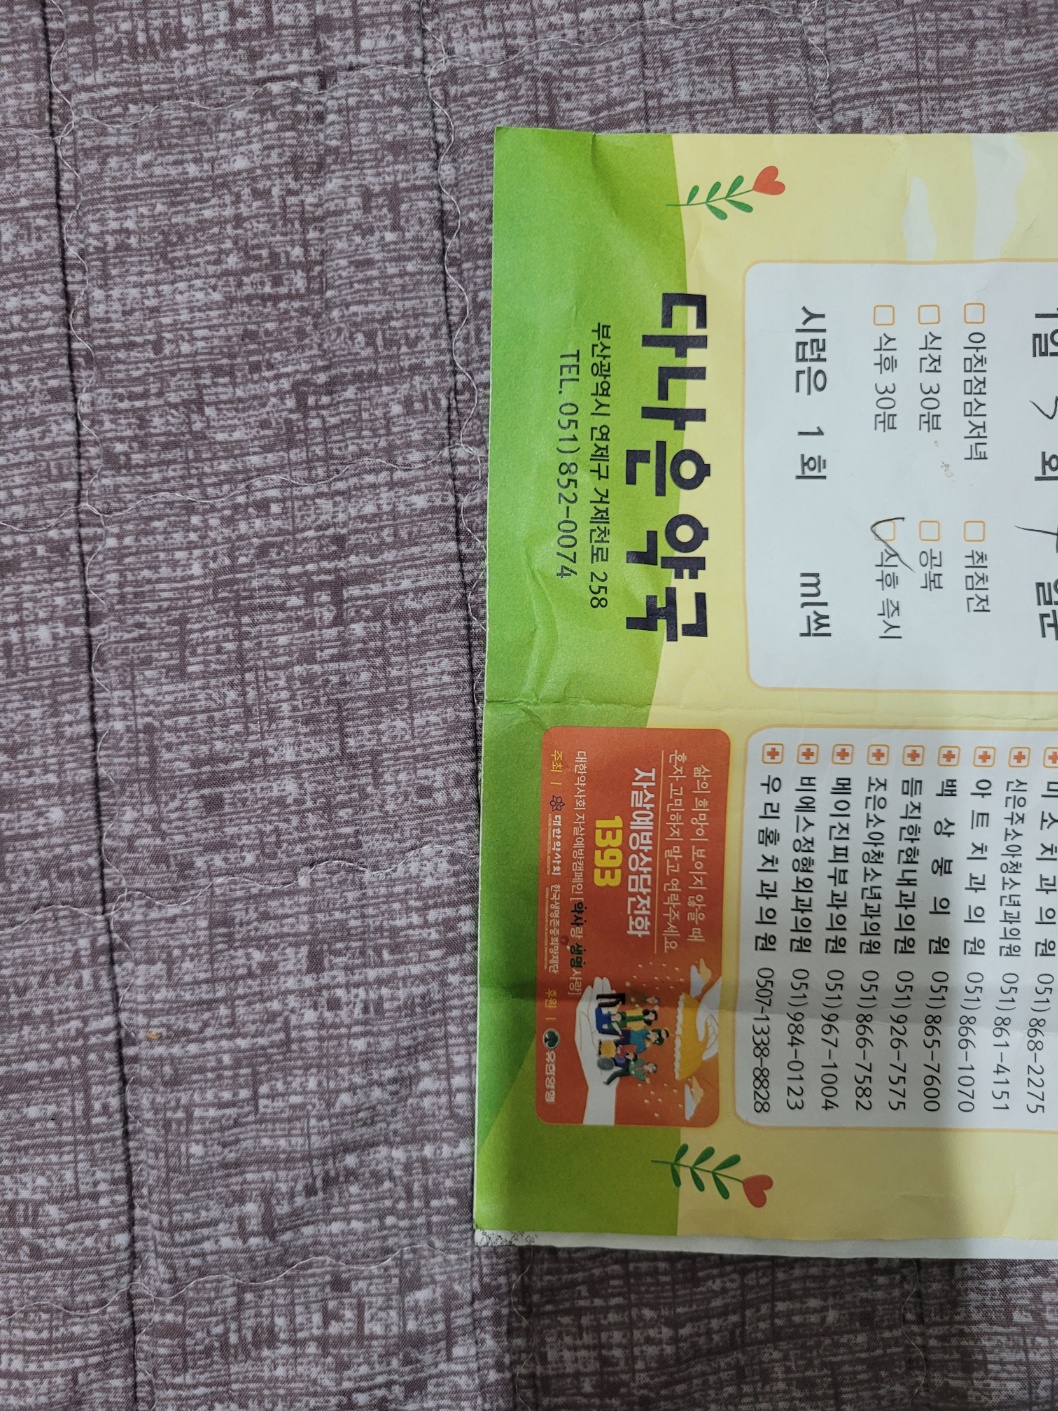 일 회 일분
□ 아침점심저녁 □ 취침전
□ 식전 30분 □ 공복
□ 식후 30분 □ 식후 즉시
시럽은 1 회 ml씩
다나은약국
부산광역시 연제구 거제천로 258
TEL. 051) 852-0074
미소치과의원 051) 868-2275
신은주소아청소년과의원 051) 861-4151
아트치과의원 051) 866-1070
백상봉의원 051) 865-7600
듬직한현내과의원 051) 926-7575
조은소아청소년과의원 051) 866-7582
메이진피부과의원 051) 967-1004
비에스정형외과의원 051) 984-0123
우리홈치과의원 0507-1338-8828
삶의 희망이 보이지 않을 때
혼자 고민하지 말고 연락주세요
자살예방상담전화
1393
대한약사회 자살예방캠페인 [약사랑 생명사랑]
주최 | 대한약사회 한국생명존중희망재단 후원 | 유한양행